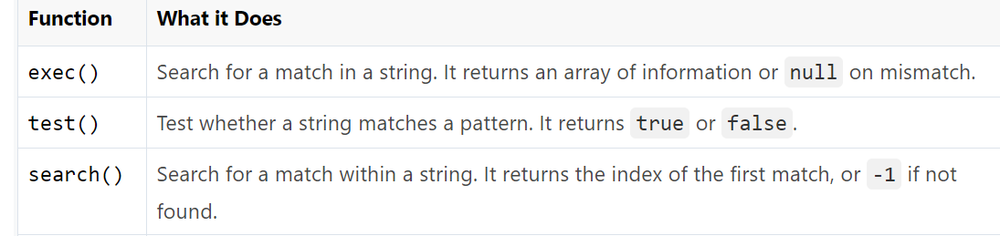 Function What it Does
exec() Search for a match in a string. It returns an array of information or null on mismatch.
test() Test whether a string matches a pattern. It returns true or false.
search() Search for a match within a string. It returns the index of the first match, or -1 if not
found.